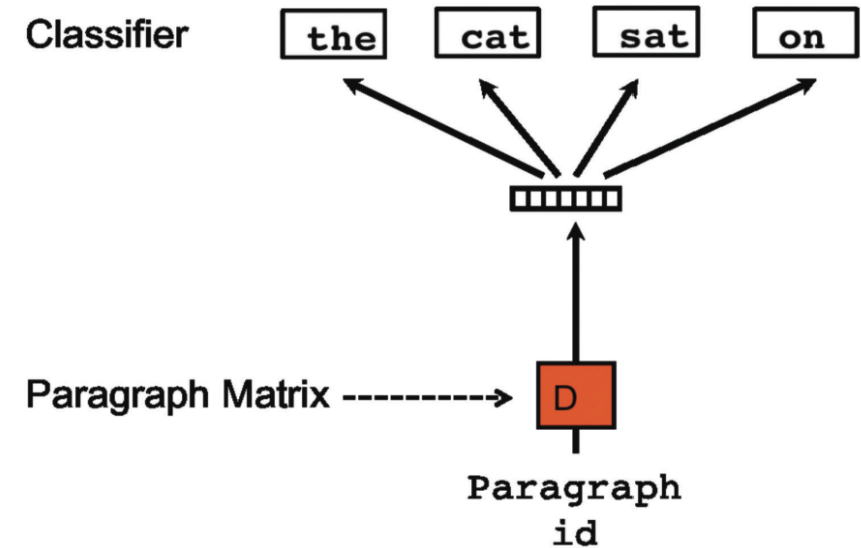 Classifier the cat sat on
Paragraph Matrix D
Paragraph
id